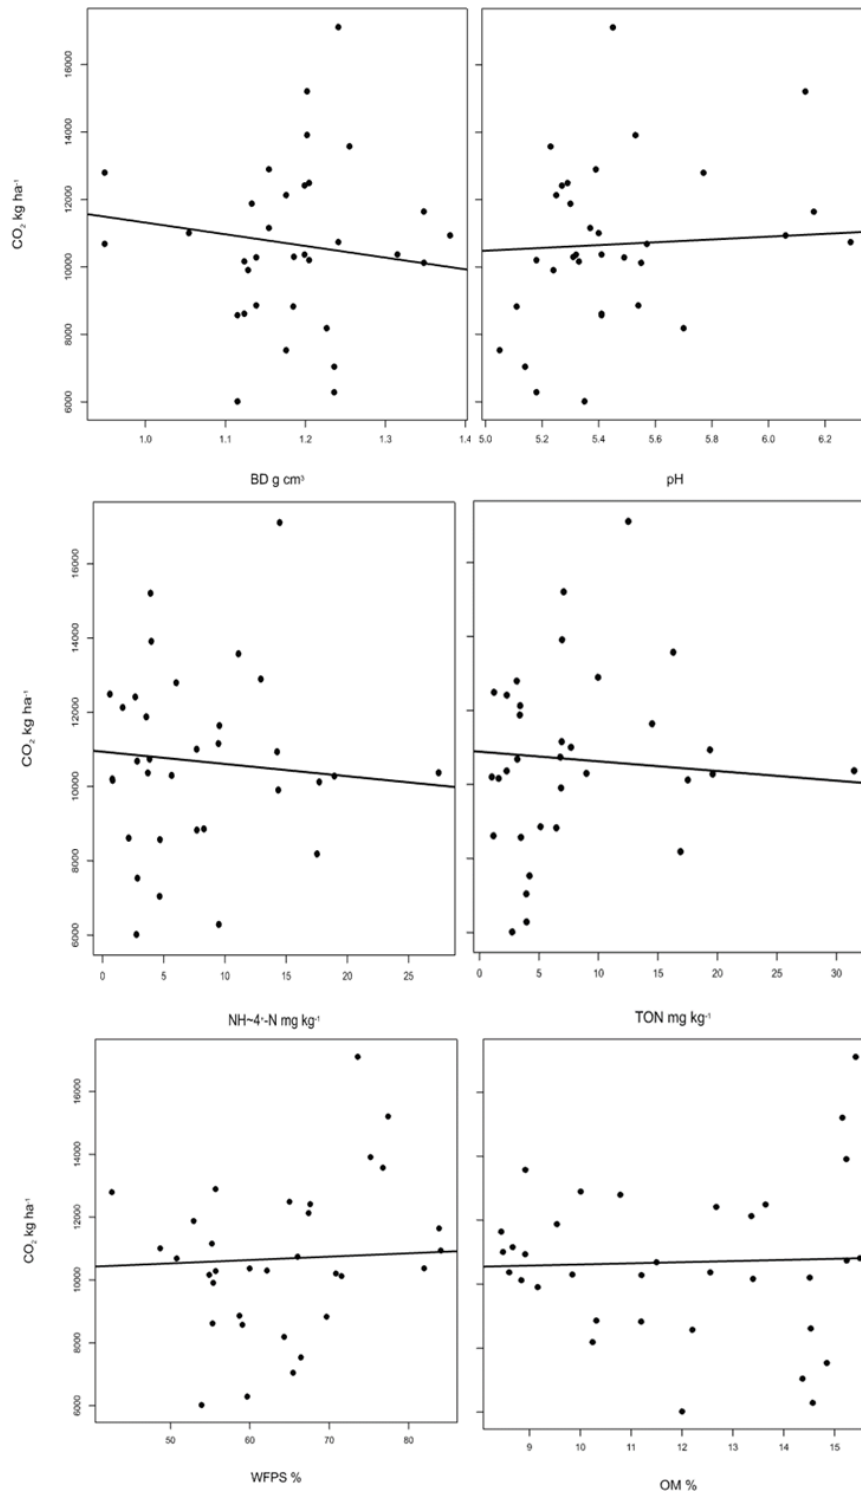 CO₂ kg ha⁻¹
16000
14000
12000
10000
8000
6000
1.0 1.1 1.2 1.3 1.4
BD g cm³
5.0 5.2 5.4 5.6 5.8 6.0 6.2
pH
CO₂ kg ha⁻¹
16000
14000
12000
10000
8000
6000
0 5 10 15 20 25
NH~4⁺-N mg kg⁻¹
0 5 10 15 20 25 30
TON mg kg⁻¹
CO₂ kg ha⁻¹
16000
14000
12000
10000
8000
6000
50 60 70 80
WFPS %
9 10 11 12 13 14 15
OM %